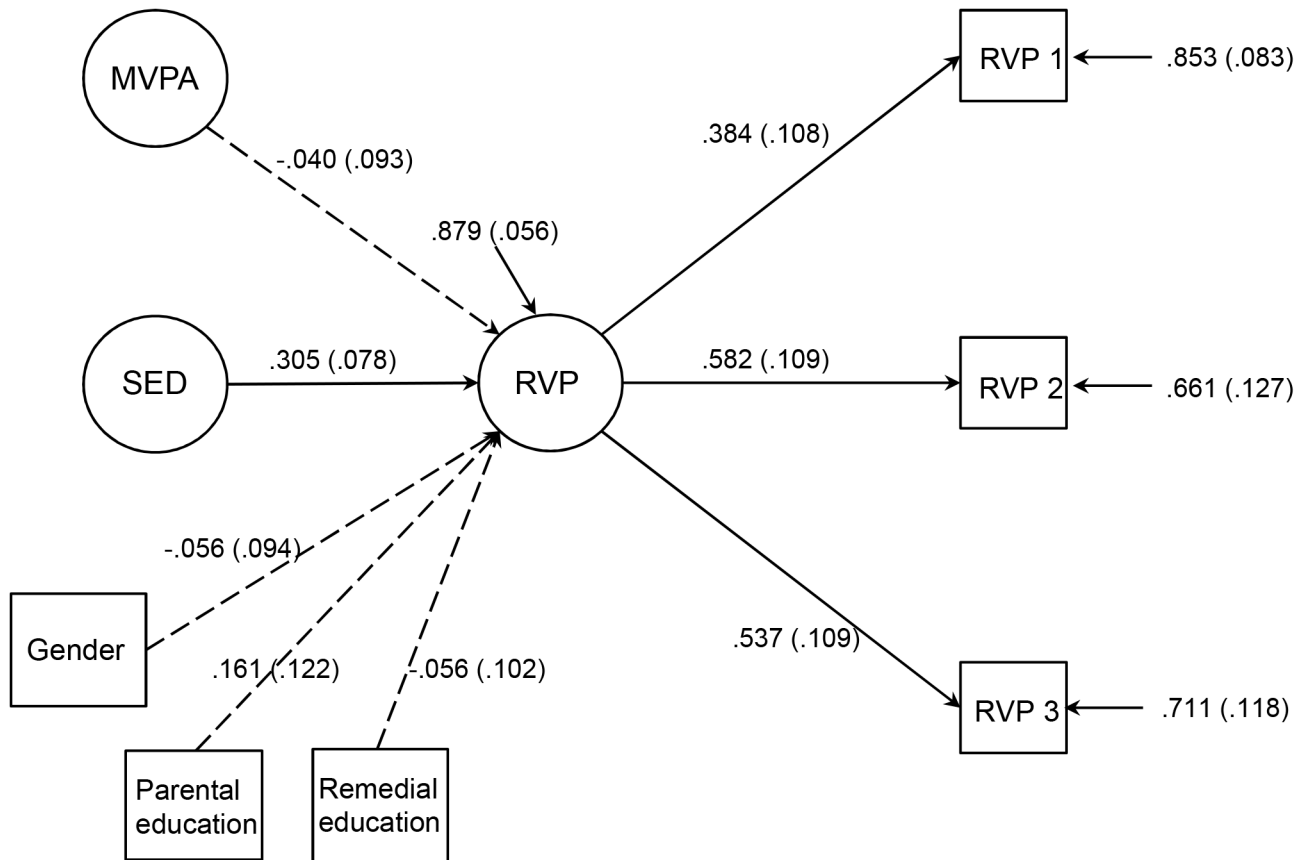 MVPA
RVP 1
.853 (.083)
.384 (.108)
-.040 (.093)
.879 (.056)
SED
.305 (.078)
RVP
.582 (.109)
RVP 2
.661 (.127)
-.056 (.094)
Gender
.161 (.122)
-.056 (.102)
.537 (.109)
RVP 3
.711 (.118)
Parental
education
Remedial
education